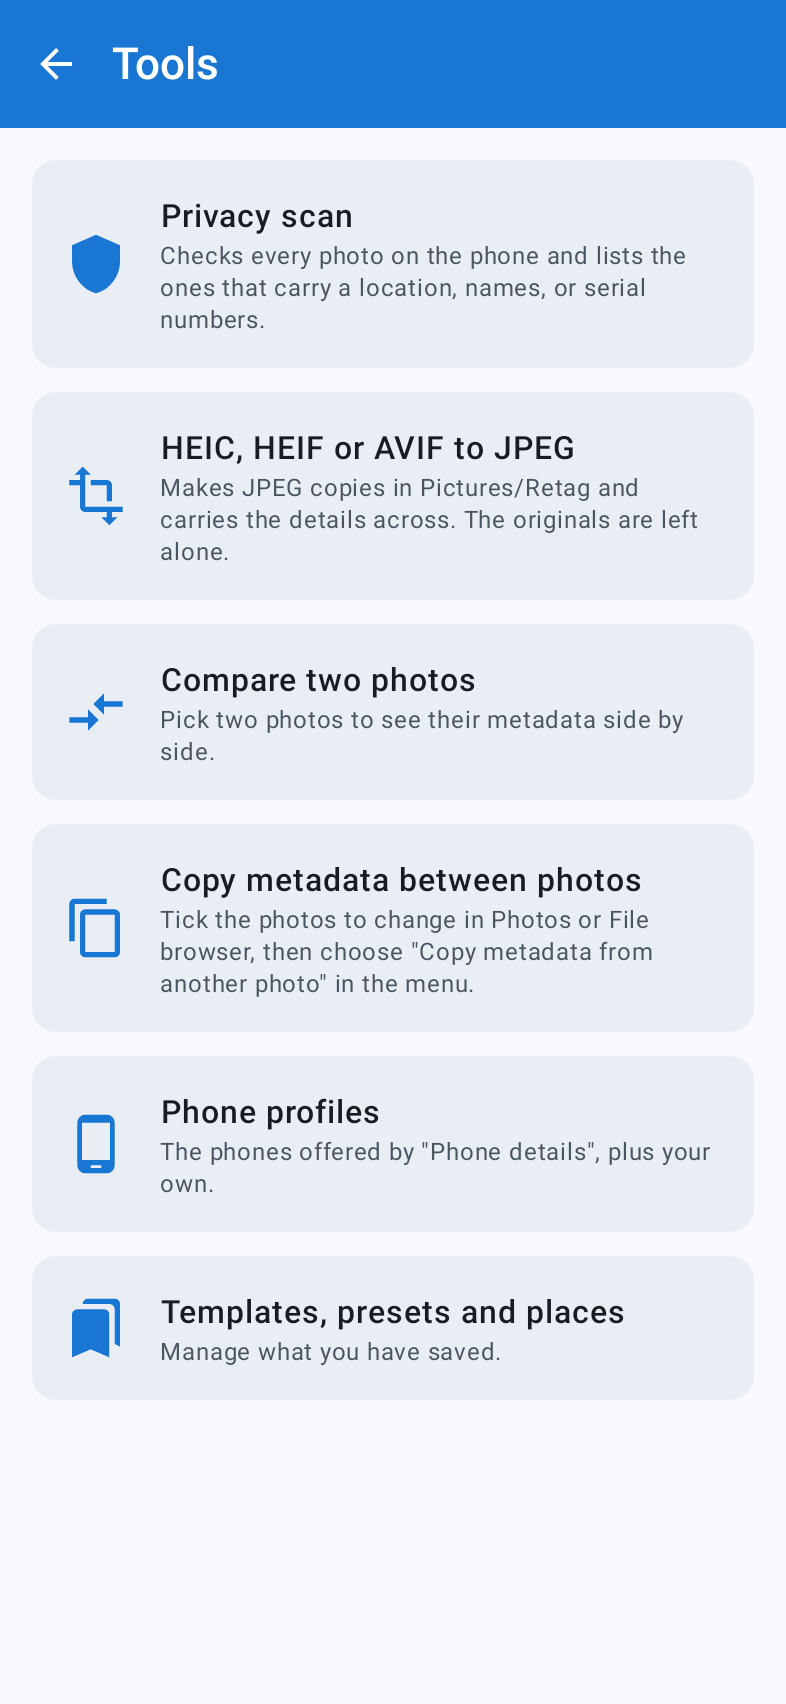 Tools
Privacy scan
Checks every photo on the phone and lists the
ones that carry a location, names, or serial
numbers.
HEIC, HEIF or AVIF to JPEG
Makes JPEG copies in Pictures/Retag and
carries the details across. The originals are left
alone.
Compare two photos
Pick two photos to see their metadata side by
side.
Copy metadata between photos
Tick the photos to change in Photos or File
browser, then choose "Copy metadata from
another photo" in the menu.
Phone profiles
The phones offered by "Phone details", plus your
own.
Templates, presets and places
Manage what you have saved.